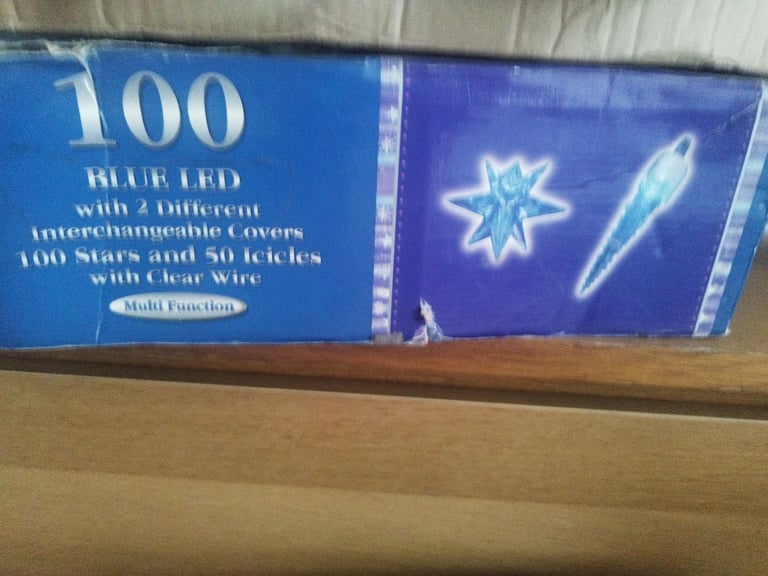 100
BLUE LED
with 2 Different
Interchangeable Covers
100 Stars and 50 Icicles
with Clear Wire
Multi Function